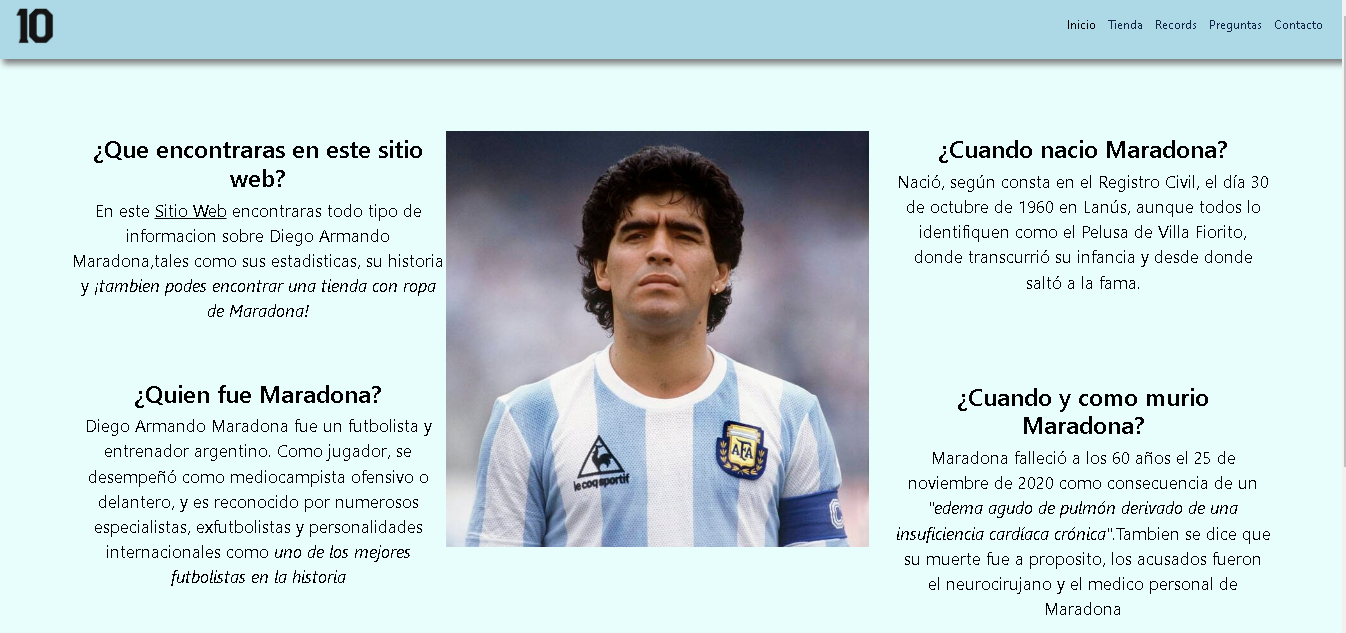 10
Inicio Tienda Records Preguntas Contacto
¿Que encontraras en este sitio
web?
En este Sitio Web encontraras todo tipo de
informacion sobre Diego Armando
Maradona,tales como sus estadisticas, su historia
y ¡tambien podes encontrar una tienda con ropa
de Maradona!
¿Quien fue Maradona?
Diego Armando Maradona fue un futbolista y
entrenador argentino. Como jugador, se
desempeñó como mediocampista ofensivo o
delantero, y es reconocido por numerosos
especialistas, exfutbolistas y personalidades
internacionales como uno de los mejores
futbolistas en la historia
le coq sportif
AFA
C
¿Cuando nacio Maradona?
Nació, según consta en el Registro Civil, el día 30
de octubre de 1960 en Lanús, aunque todos lo
identifiquen como el Pelusa de Villa Fiorito,
donde transcurrió su infancia y desde donde
saltó a la fama.
¿Cuando y como murio
Maradona?
Maradona falleció a los 60 años el 25 de
noviembre de 2020 como consecuencia de un
"edema agudo de pulmón derivado de una
insuficiencia cardíaca crónica".Tambien se dice que
su muerte fue a proposito, los acusados fueron
el neurocirujano y el medico personal de
Maradona